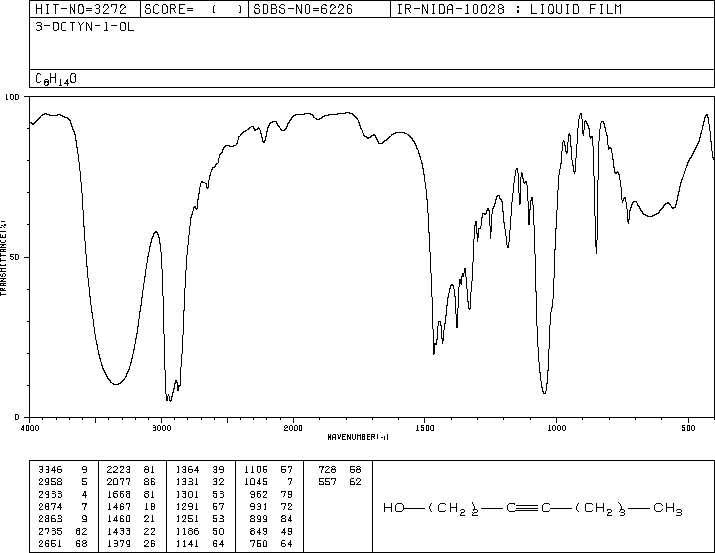 HIT-NO=3272 SCORE= ( ) SDBS-NO=6226 IR-NIDA-10028 : LIQUID FILM
3-OCTYN-1-OL
C8H14O
100
50
0
TRANSMITTANCE(%)
4000 3000 2000 1500 1000 500
WAVENUMBER(-1)
3346 9 2223 81 1364 39 1106 57 728 58
2958 5 2077 86 1331 32 1045 7 557 62
2933 4 1668 81 1301 53 962 79
2874 7 1467 19 1291 57 931 72
2863 9 1460 21 1251 53 899 84
2735 62 1433 22 1186 50 849 49
2651 68 1379 26 1141 64 750 64
HO—(CH2)2—C≡C—(CH2)3—CH3